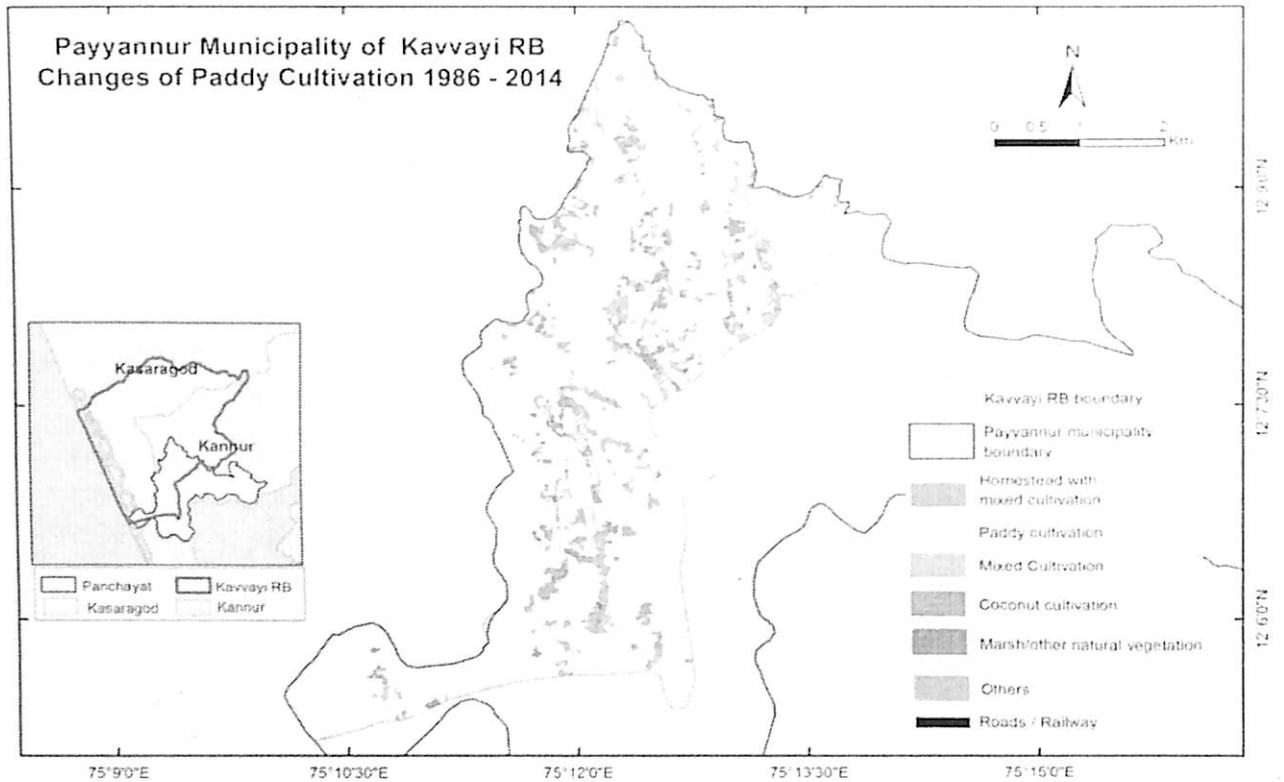 Payyannur Municipality of Kavvayi RB
Changes of Paddy Cultivation 1986 - 2014
N
0 0.5 1 2
Km
12°9'0"N
12°7'30"N
12°6'0"N
Kasaragod
Kannur
Panchayat
Kavvayi RB
Kasaragod
Kannur
Kavvayi RB boundary
Payyannur municipality
boundary
Homestead with
mixed cultivation
Paddy cultivation
Mixed Cultivation
Coconut cultivation
Marsh/other natural vegetation
Others
Roads / Railway
75°9'0"E
75°10'30"E
75°12'0"E
75°13'30"E
75°15'0"E